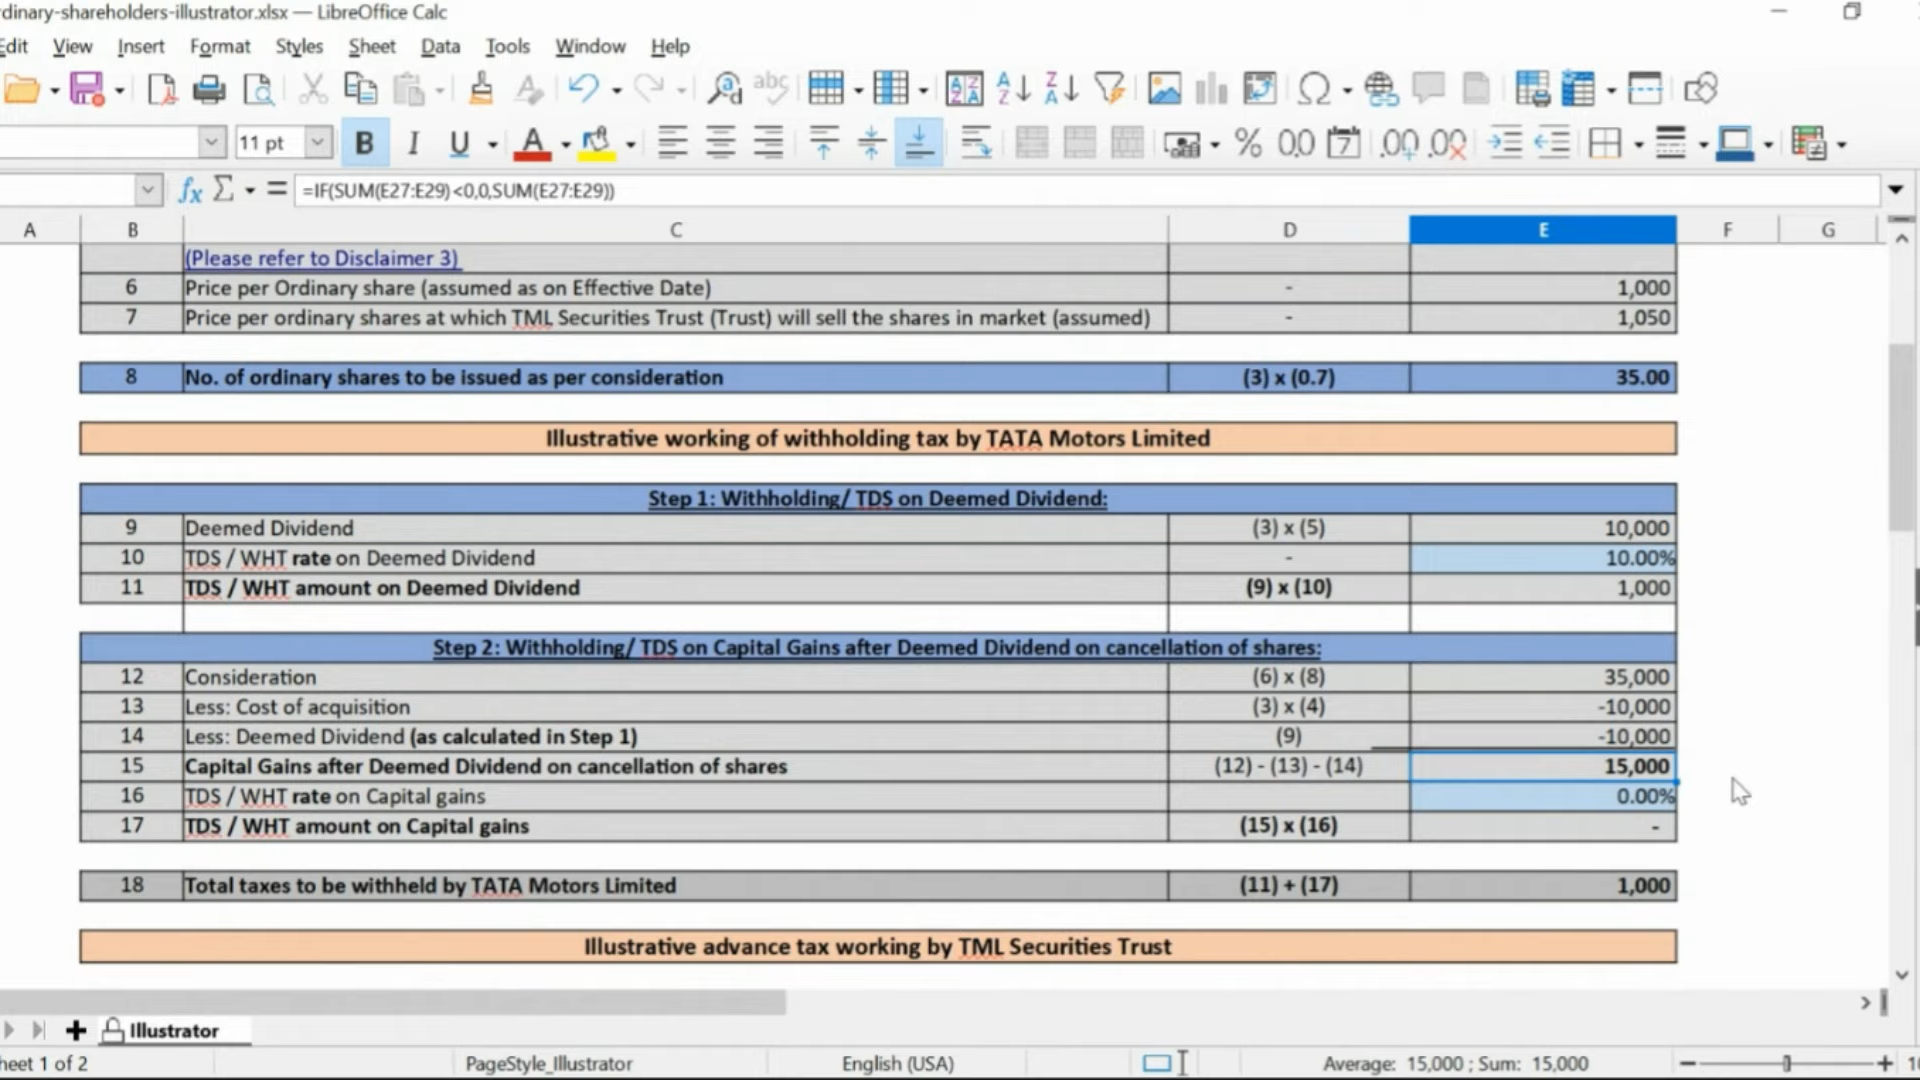 dinary-shareholders-illustrator.xlsx — LibreOffice Calc
Edit View Insert Format Styles Sheet Data Tools Window Help
11 pt
=IF(SUM(E27:E29)<0,0,SUM(E27:E29))
A B C D E F G
(Please refer to Disclaimer 3)
6 Price per Ordinary share (assumed as on Effective Date) - 1,000
7 Price per ordinary shares at which TML Securities Trust (Trust) will sell the shares in market (assumed) - 1,050
8 No. of ordinary shares to be issued as per consideration (3) x (0.7) 35.00
Illustrative working of withholding tax by TATA Motors Limited
Step 1: Withholding/ TDS on Deemed Dividend:
9 Deemed Dividend (3) x (5) 10,000
10 TDS / WHT rate on Deemed Dividend - 10.00%
11 TDS / WHT amount on Deemed Dividend (9) x (10) 1,000
Step 2: Withholding/ TDS on Capital Gains after Deemed Dividend on cancellation of shares:
12 Consideration (6) x (8) 35,000
13 Less: Cost of acquisition (3) x (4) -10,000
14 Less: Deemed Dividend (as calculated in Step 1) (9) -10,000
15 Capital Gains after Deemed Dividend on cancellation of shares (12) - (13) - (14) 15,000
16 TDS / WHT rate on Capital gains 0.00%
17 TDS / WHT amount on Capital gains (15) x (16) -
18 Total taxes to be withheld by TATA Motors Limited (11) + (17) 1,000
Illustrative advance tax working by TML Securities Trust
Illustrator
heet 1 of 2 PageStyle_Illustrator English (USA) Average: 15,000 ; Sum: 15,000